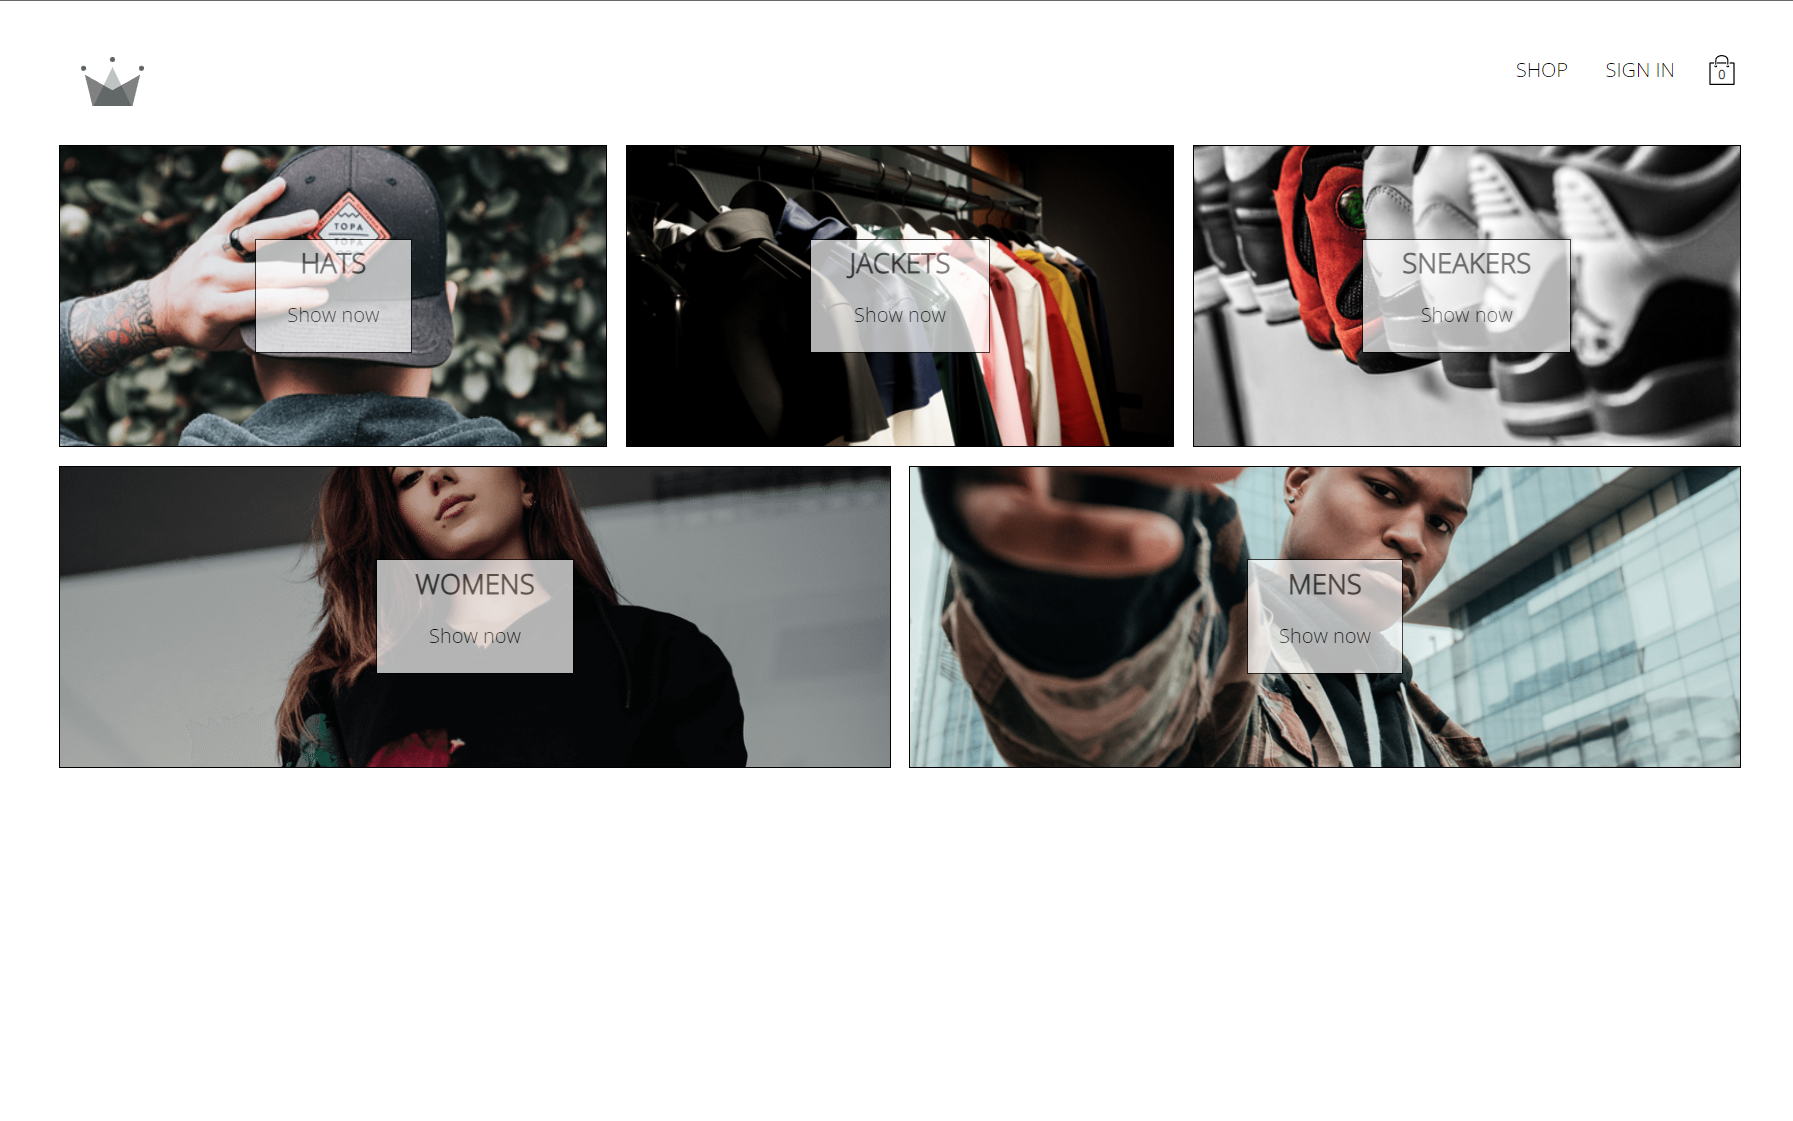 SHOP
SIGN IN
0
TOPA
TOPA
HATS
Show now
JACKETS
Show now
SNEAKERS
Show now
WOMENS
Show now
MENS
Show now